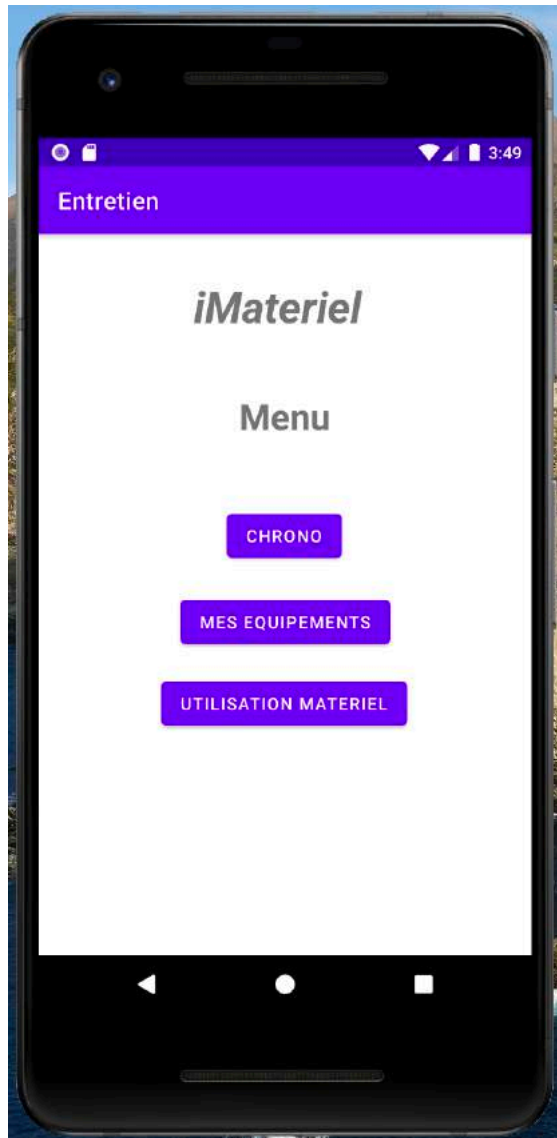 3:49
Entretien
iMateriel
Menu
CHRONO
MES EQUIPEMENTS
UTILISATION MATERIEL